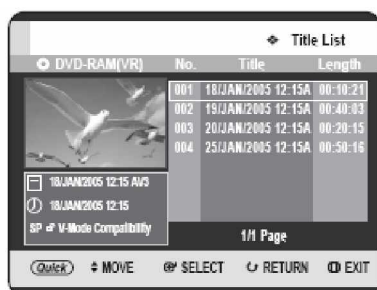 Title List
DVD-RAM(VR) No. Title Length
001 18/JAN/2005 12:15A 00:10:21
002 19/JAN/2005 12:15A 00:40:03
003 20/JAN/2005 12:15A 00:20:15
004 25/JAN/2005 12:15A 00:50:16
18/JAN/2005 12:15 AV3
18/JAN/2005 12:15
SP V-Mode Compatibility
1/1 Page
Quick MOVE SELECT RETURN EXIT